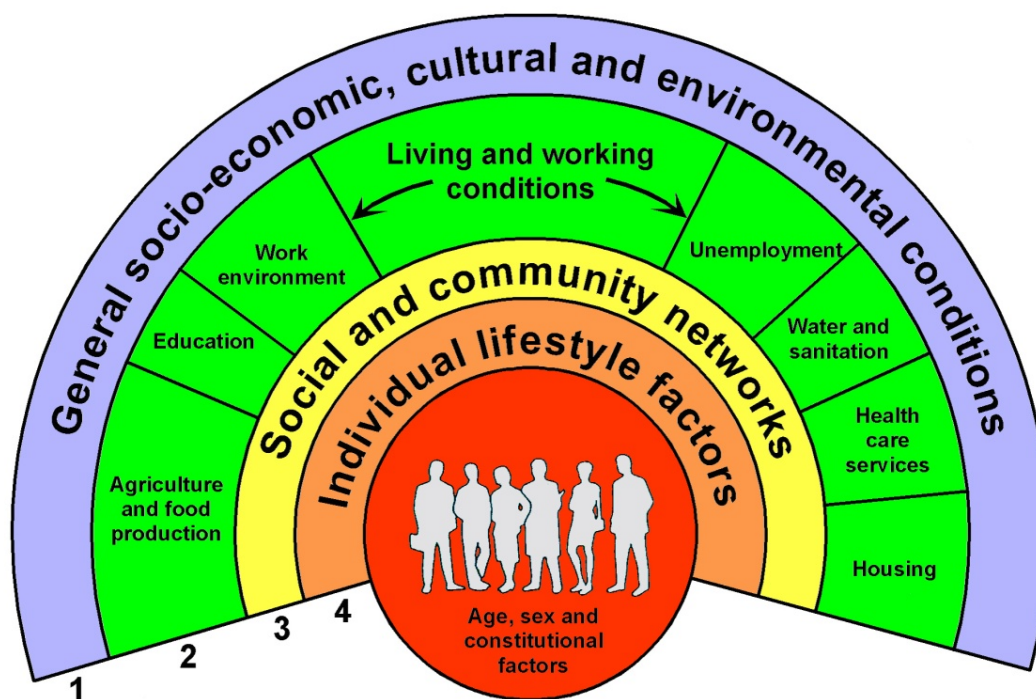 General socio-economic, cultural and environmental conditions
Living and working
conditions
Agriculture
and food
production
Education
Work
environment
Unemployment
Water and
sanitation
Health
care
services
Housing
Social and community networks
Individual lifestyle factors
Age, sex and
constitutional
factors
1
2
3
4